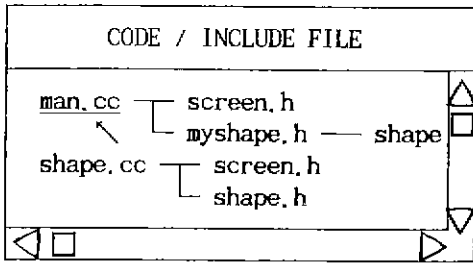 CODE / INCLUDE FILE
man.cc screen.h
myshape.h shape
shape.cc screen.h
shape.h